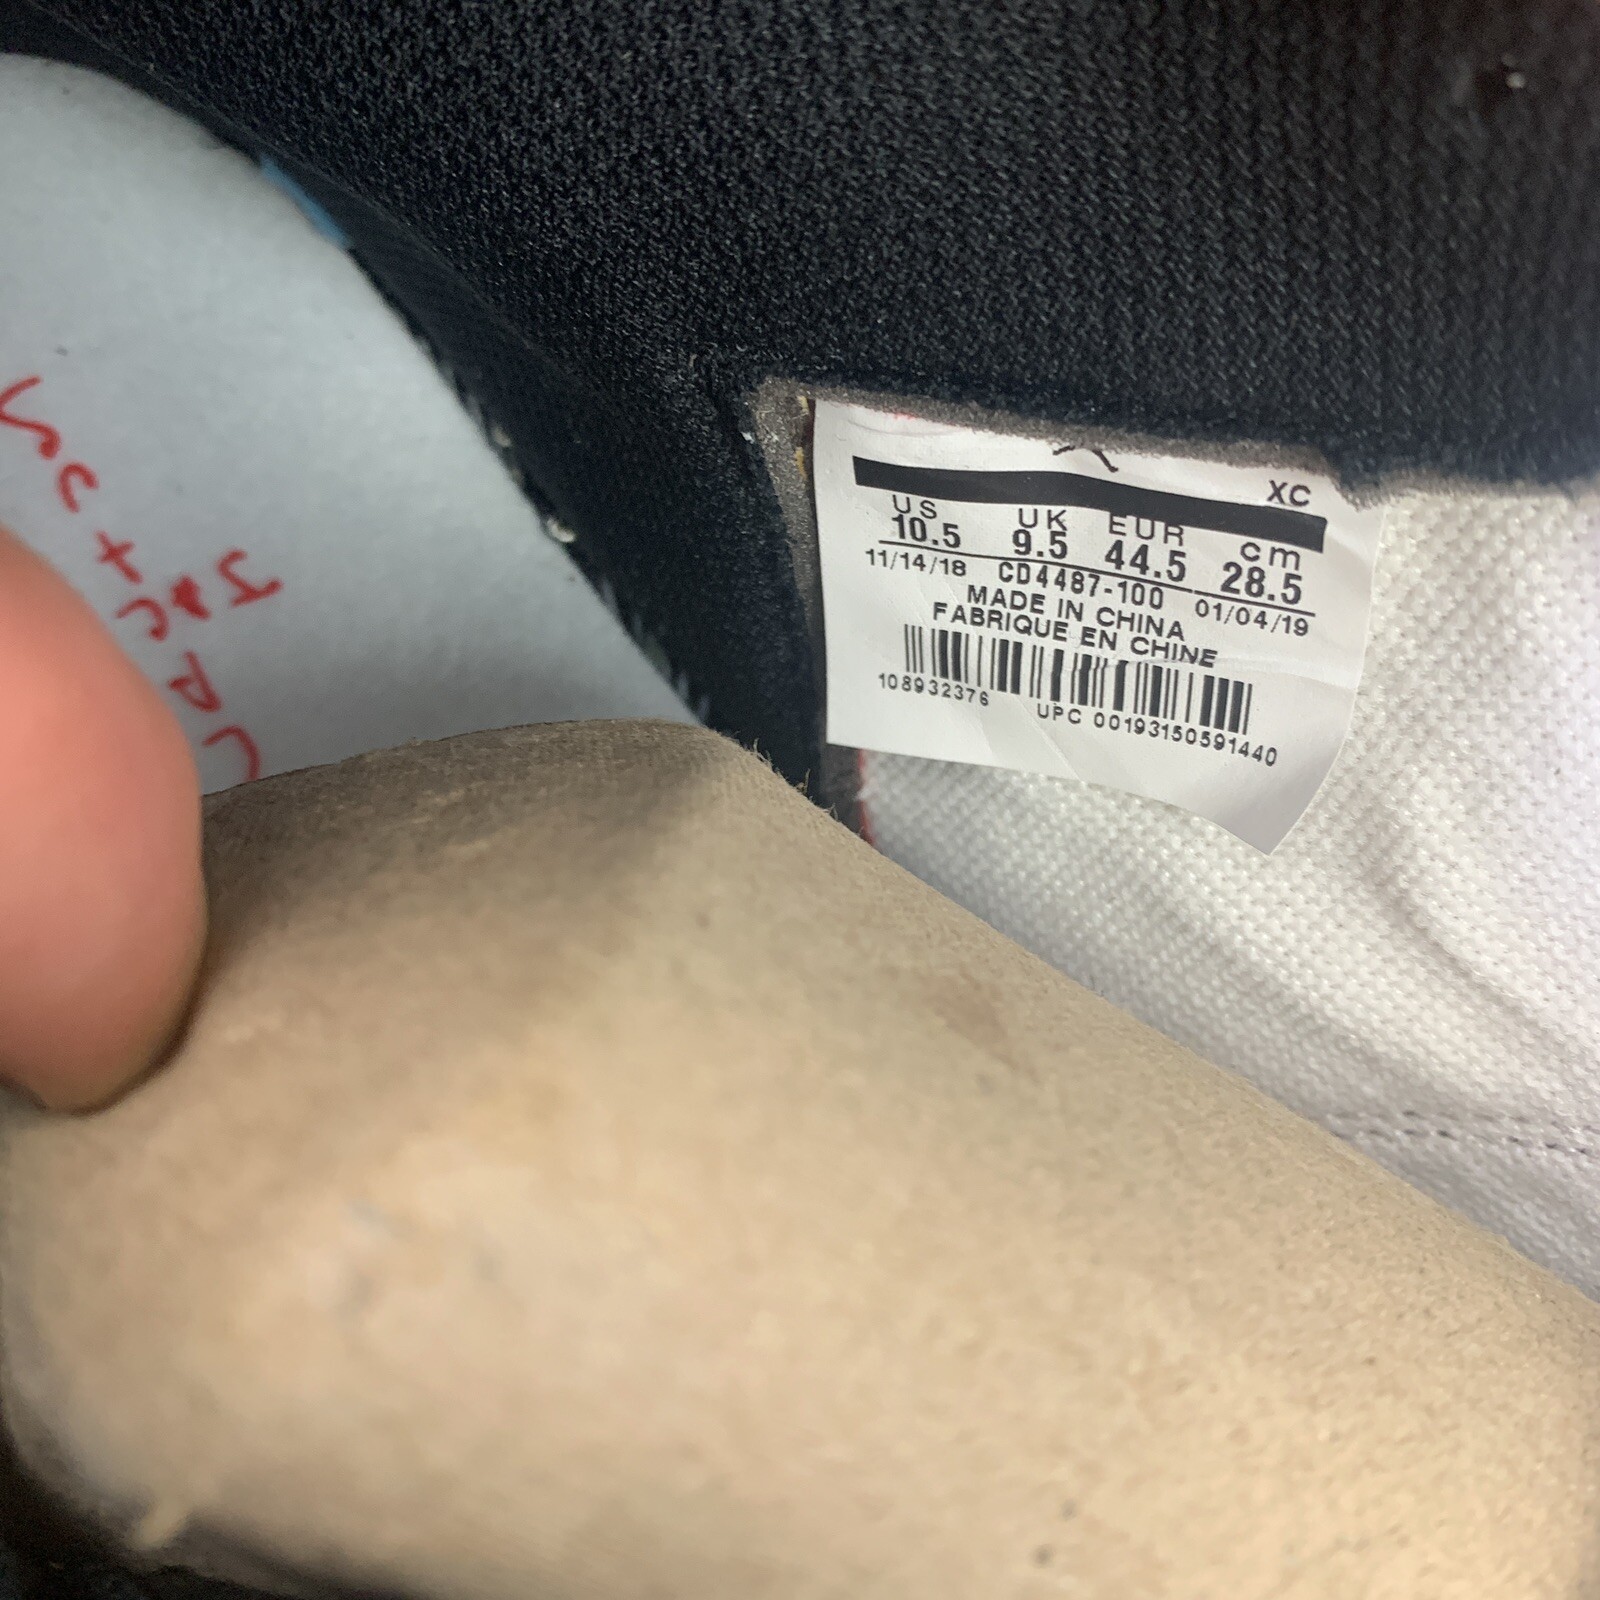 CACtuS
J
XC
US UK EUR cm
10.5 9.5 44.5 28.5
11/14/18 CD4487-100 01/04/19
MADE IN CHINA
FABRIQUE EN CHINE
108932376 UPC 00193150591440